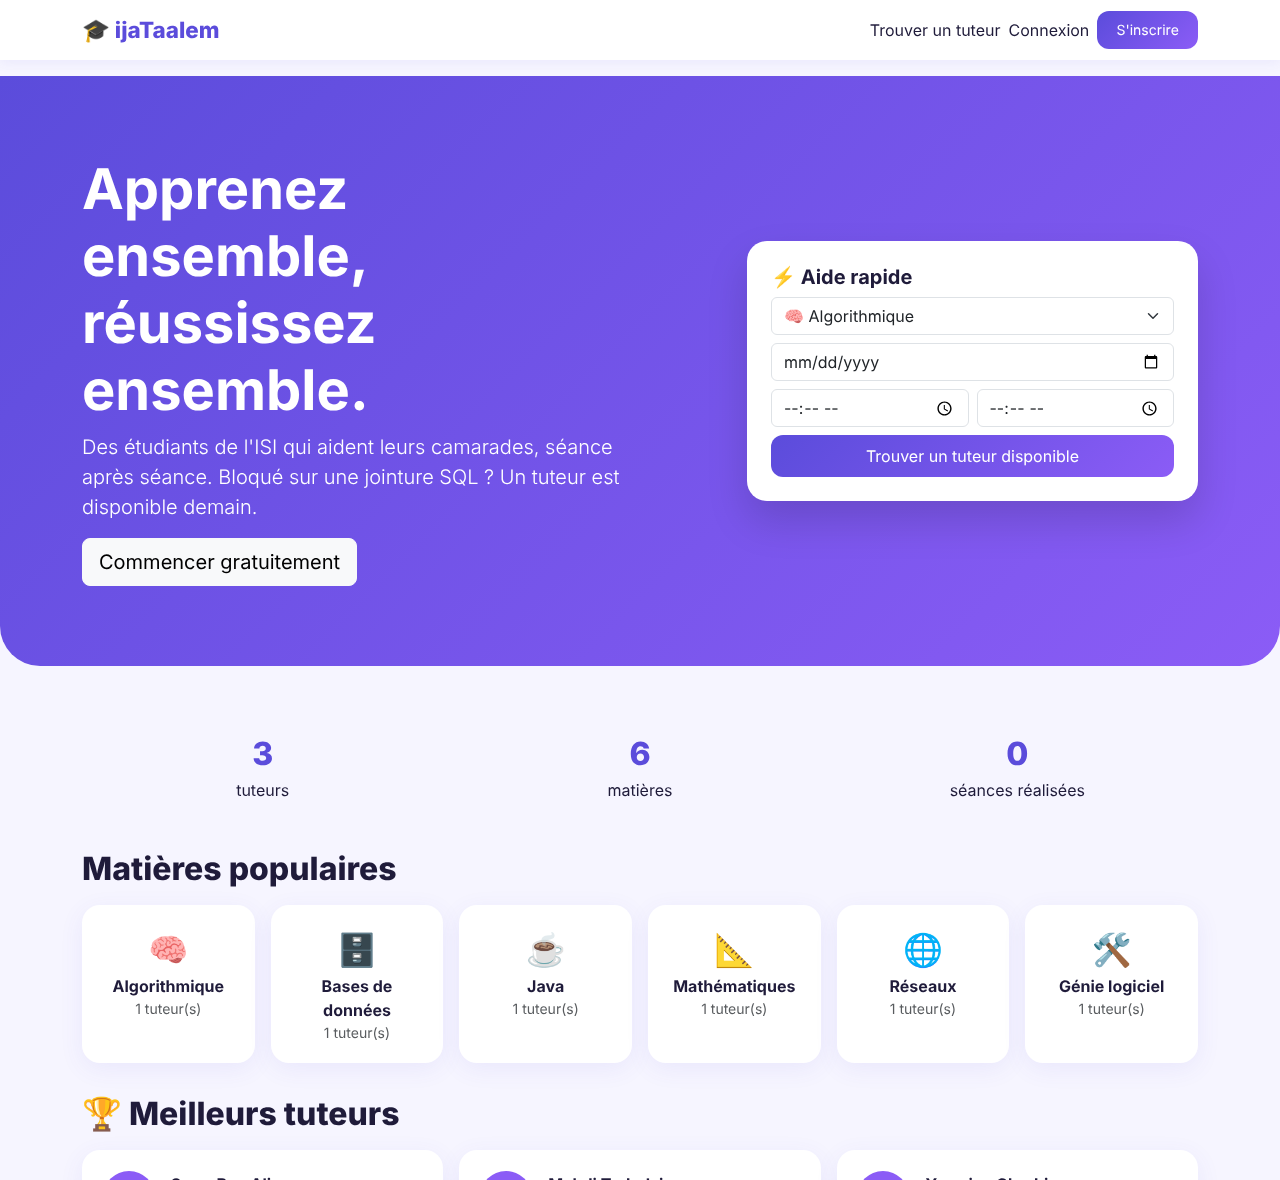 ijaTaalem
Trouver un tuteur
Connexion
S'inscrire
Apprenez
ensemble,
réussissez
ensemble.
Des étudiants de l'ISI qui aident leurs camarades, séance
après séance. Bloqué sur une jointure SQL ? Un tuteur est
disponible demain.
Commencer gratuitement
Aide rapide
Algorithmique
mm/dd/yyyy
--:-- --
--:-- --
Trouver un tuteur disponible
3
tuteurs
6
matières
0
séances réalisées
Matières populaires
Algorithmique
1 tuteur(s)
Bases de
données
1 tuteur(s)
Java
1 tuteur(s)
Mathématiques
1 tuteur(s)
Réseaux
1 tuteur(s)
Génie logiciel
1 tuteur(s)
Meilleurs tuteurs